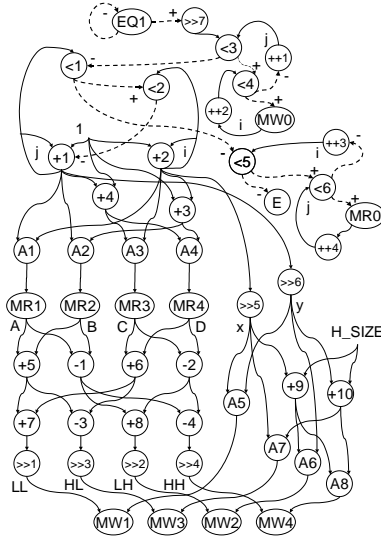 - EQ1 + >>7
<3 j ++1
<1 - + -
<2 + <4
++2 + MW0
i
1 ++3 -
j +1 - +2 i - <5 i
+4 +3 - + <6
E j + MR0
++4
A1 A2 A3 A4
>>6
MR1 MR2 MR3 MR4 >>5 y
A B C D x H_SIZE
+5 -1 +6 -2 +9 +10
A5
+7 -3 +8 -4
A7
>>1 >>3 >>2 >>4 A6
LL HL LH HH A8
MW1 MW3 MW2 MW4